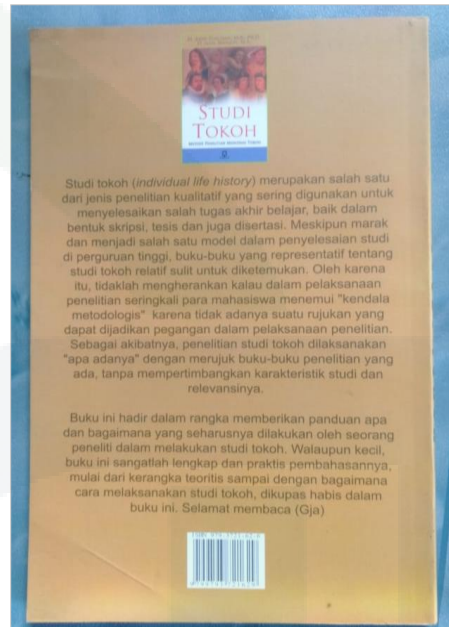 STUDI
TOKOH
Studi tokoh (individual life history) merupakan salah satu
dari jenis penelitian kualitatif yang sering digunakan untuk
menyelesaikan salah tugas akhir belajar, baik dalam
bentuk skripsi, tesis dan juga disertasi. Meskipun marak
dan menjadi salah satu model dalam penyelesaian studi
di perguruan tinggi, buku-buku yang representatif tentang
studi tokoh relatif sulit untuk diketemukan. Oleh karena
itu, tidaklah mengherankan kalau dalam pelaksanaan
penelitian seringkali para mahasiswa menemui "kendala
metodologis" karena tidak adanya suatu rujukan yang
dapat dijadikan pegangan dalam pelaksanaan penelitian.
Sebagai akibatnya, penelitian studi tokoh dilaksanakan
"apa adanya" dengan merujuk buku-buku penelitian yang
ada, tanpa mempertimbangkan karakteristik studi dan
relevansinya.
Buku ini hadir dalam rangka memberikan panduan apa
dan bagaimana yang seharusnya dilakukan oleh seorang
peneliti dalam melakukan studi tokoh. Walaupun kecil,
buku ini sangatlah lengkap dan praktis pembahasannya,
mulai dari kerangka teoritis sampai dengan bagaimana
cara melaksanakan studi tokoh, dikupas habis dalam
buku ini. Selamat membaca (Gja)